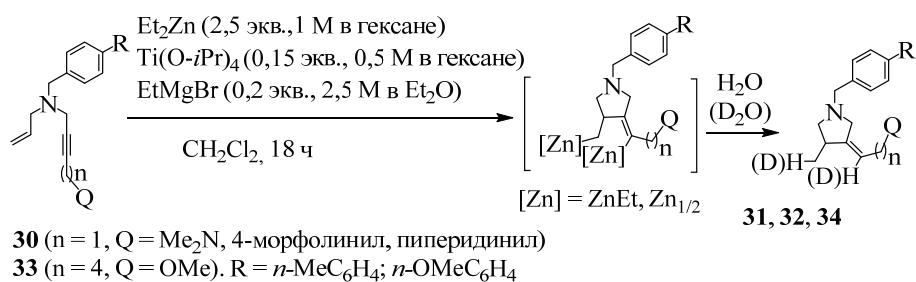 Et₂Zn (2,5 экв.,1 М в гексане)
Ti(O-iPr)₄ (0,15 экв., 0,5 М в гексане)
EtMgBr (0,2 экв., 2,5 М в Et₂O)
CH₂Cl₂, 18 ч
R
N
( )n
Q
R
N
Q
( )n
[Zn]
[Zn]
[Zn] = ZnEt, Zn₁/₂
H₂O
(D₂O)
R
N
Q
( )n
(D)H
(D)H
31, 32, 34
30 (n = 1, Q = Me₂N, 4-морфолинил, пиперидинил)
33 (n = 4, Q = OMe). R = n-MeC₆H₄; n-OMeC₆H₄